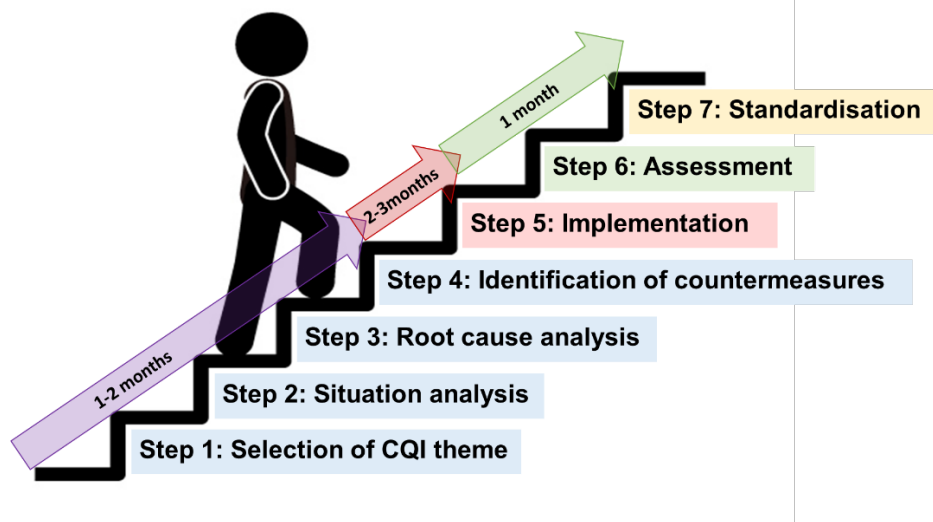 1 month
Step 7: Standardisation
Step 6: Assessment
2-3months
Step 5: Implementation
Step 4: Identification of countermeasures
Step 3: Root cause analysis
1-2 months
Step 2: Situation analysis
Step 1: Selection of CQI theme